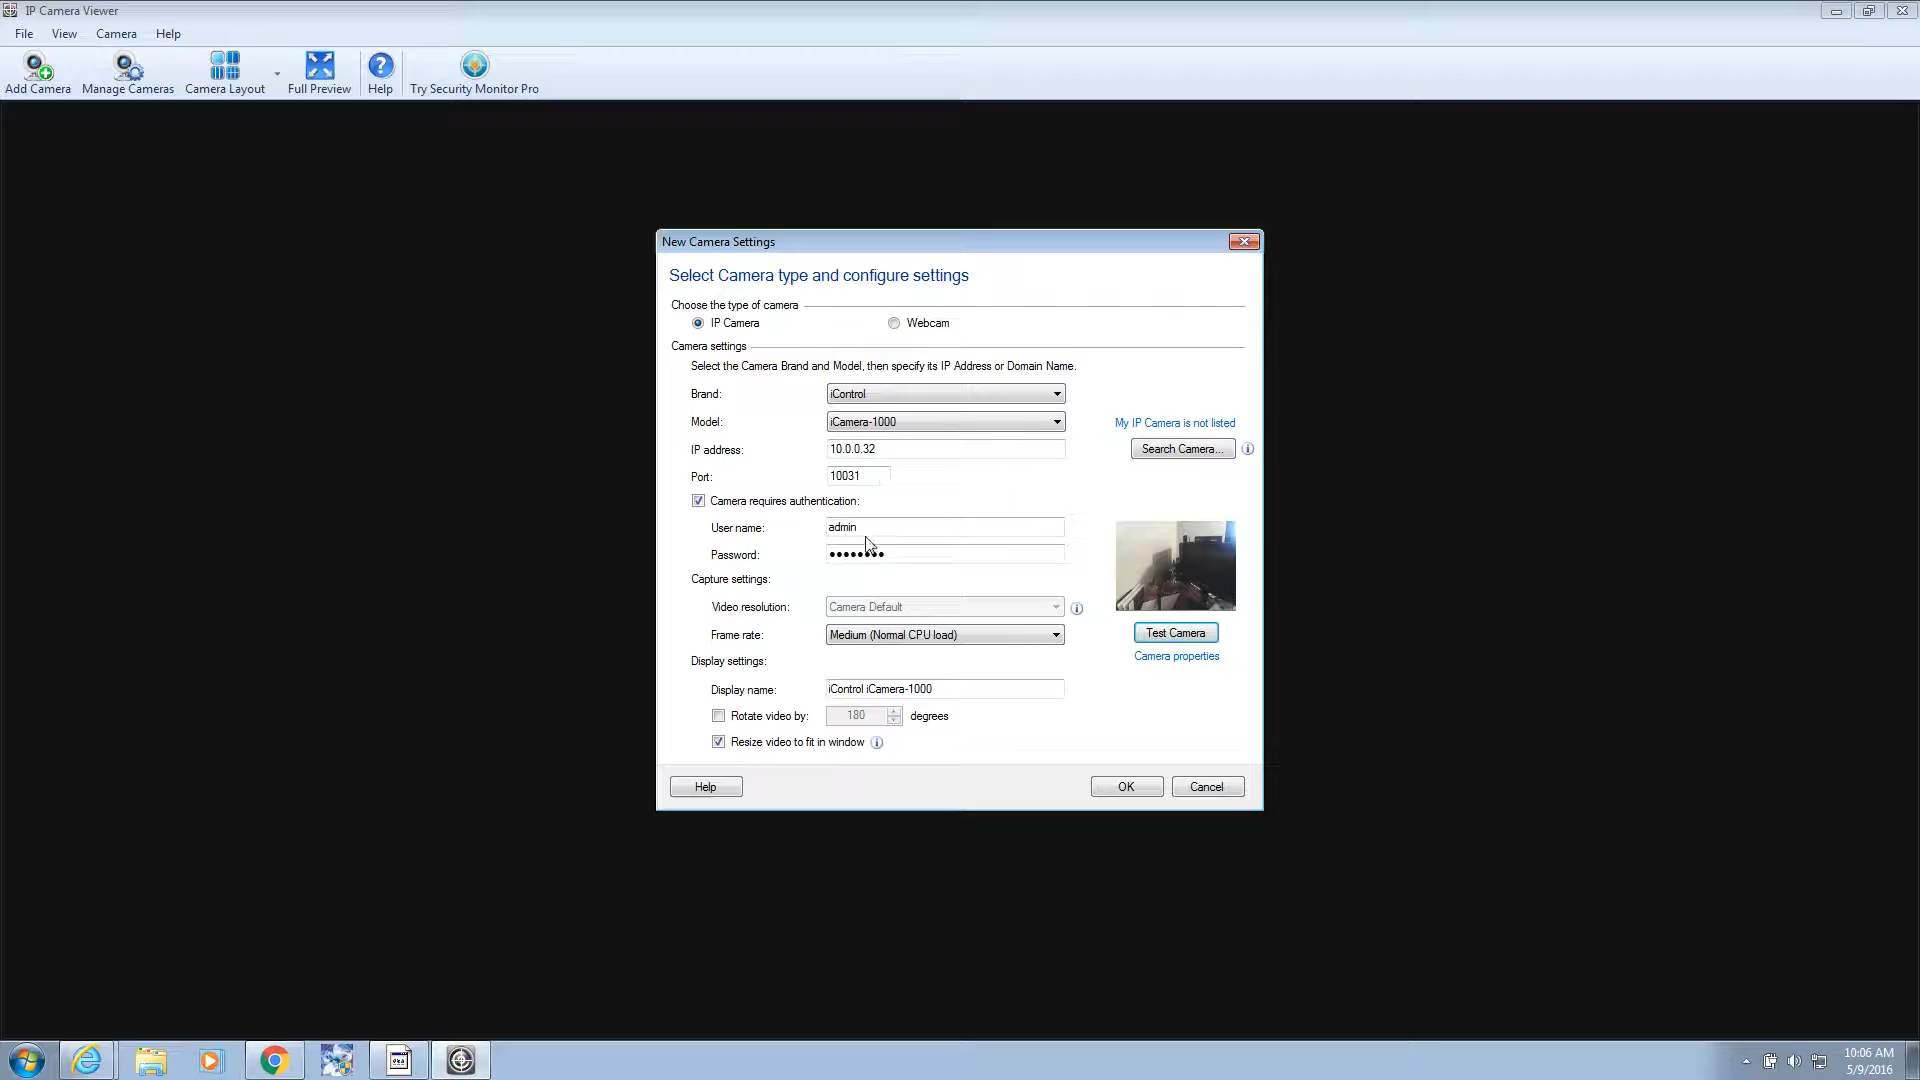 IP Camera Viewer
File View Camera Help
Add Camera Manage Cameras Camera Layout Full Preview Help Try Security Monitor Pro
New Camera Settings
Select Camera type and configure settings
Choose the type of camera
IP Camera Webcam
Camera settings
Select the Camera Brand and Model, then specify its IP Address or Domain Name.
Brand: iControl
Model: iCamera-1000 My IP Camera is not listed
IP address: 10.0.0.32 Search Camera...
Port: 10031
Camera requires authentication:
User name: admin
Password: ●●●●●●●●
Capture settings:
Video resolution: Camera Default
Frame rate: Medium (Normal CPU load) Test Camera
Camera properties
Display settings:
Display name: iControl iCamera-1000
Rotate video by: 180 degrees
Resize video to fit in window
Help OK Cancel
10:06 AM
5/9/2016